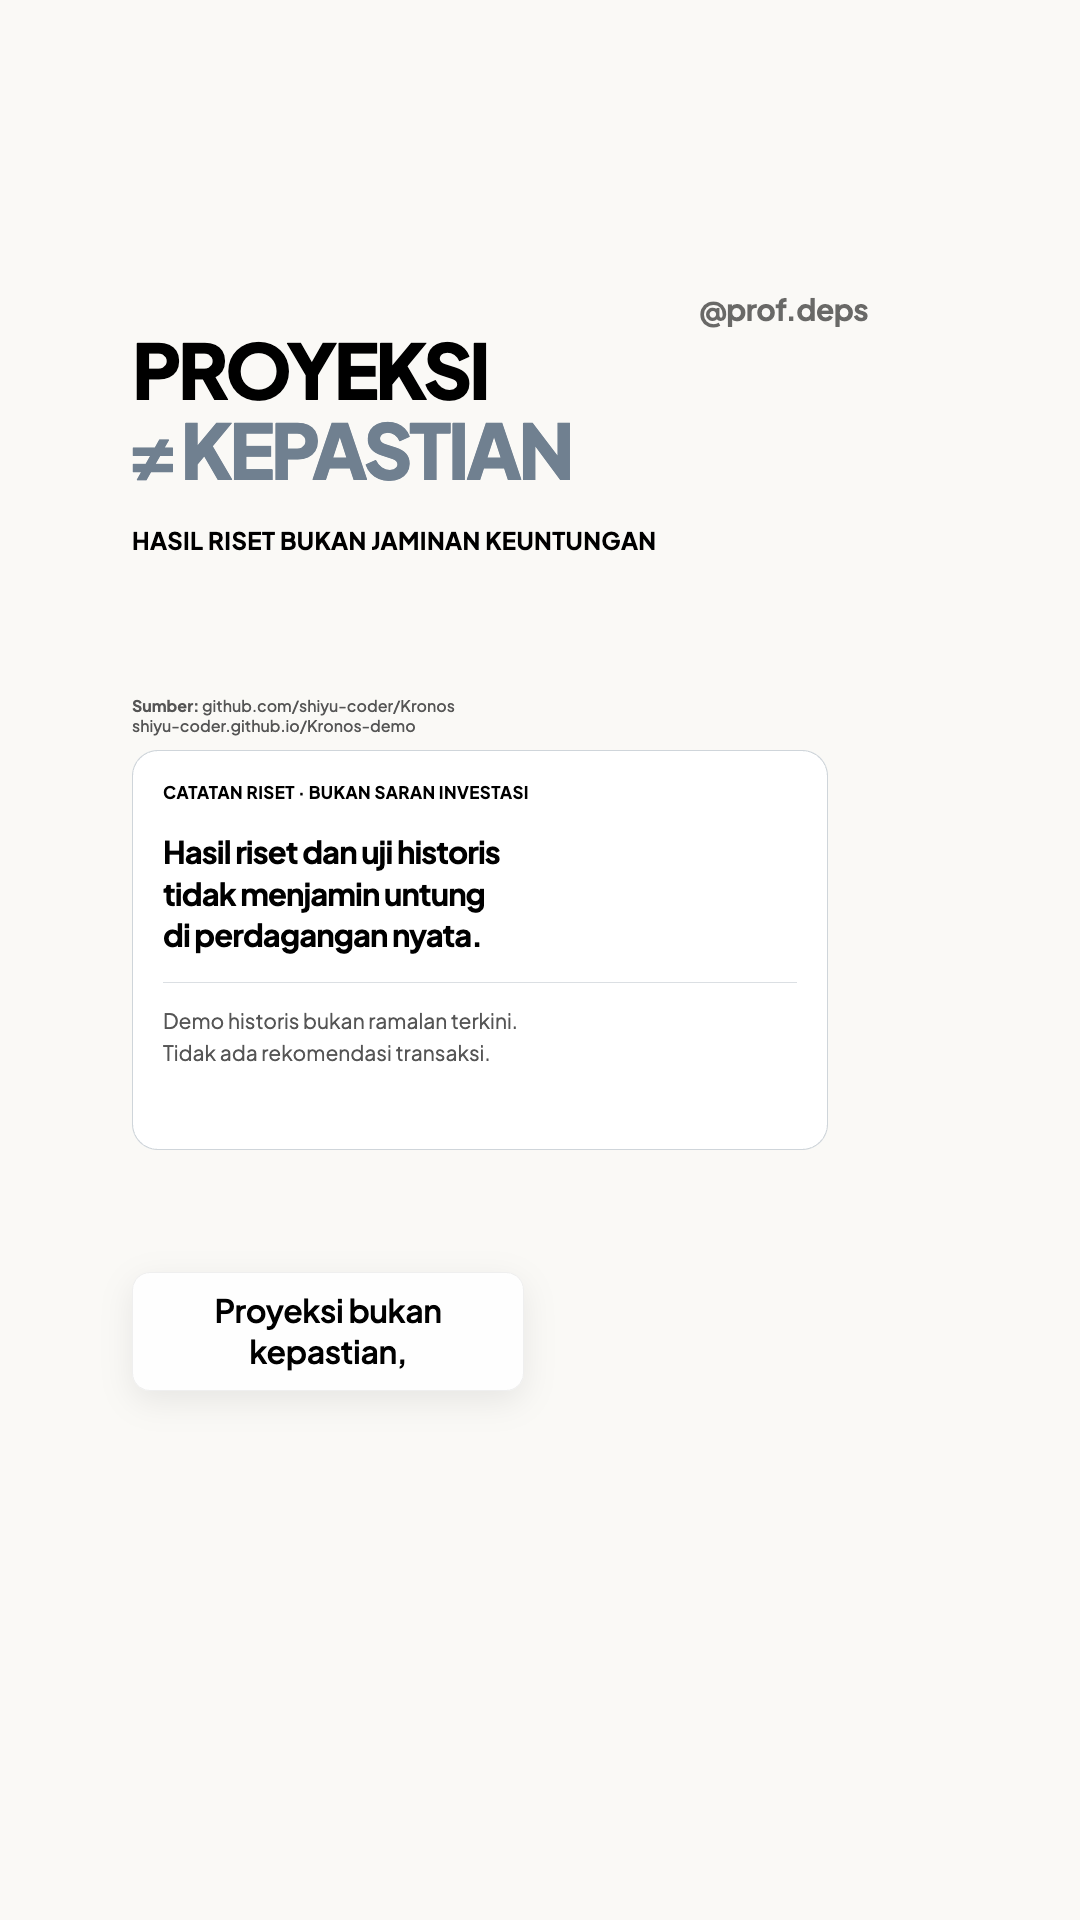 @prof.deps
PROYEKSI
≠ KEPASTIAN
HASIL RISET BUKAN JAMINAN KEUNTUNGAN
Sumber: github.com/shiyu-coder/Kronos
shiyu-coder.github.io/Kronos-demo
CATATAN RISET · BUKAN SARAN INVESTASI
Hasil riset dan uji historis
tidak menjamin untung
di perdagangan nyata.
Demo historis bukan ramalan terkini.
Tidak ada rekomendasi transaksi.
Proyeksi bukan
kepastian,